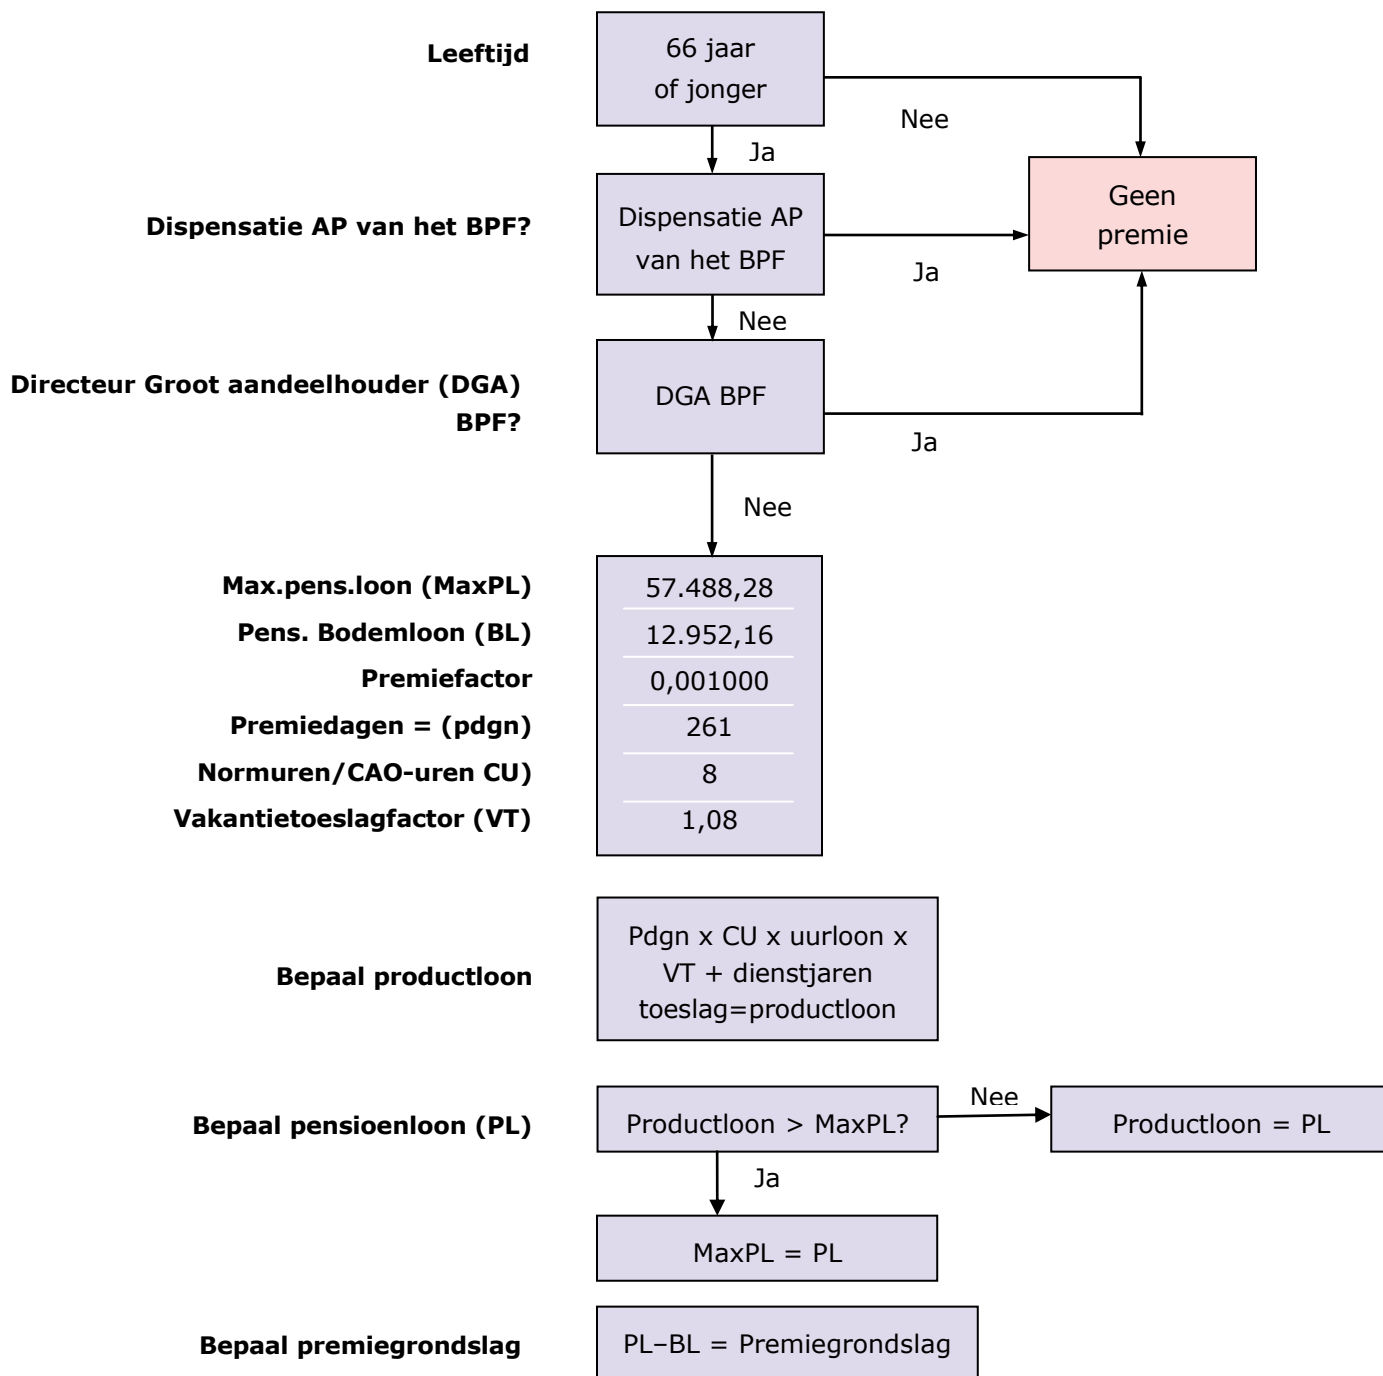 Leeftijd
66 jaar
of jonger
Nee
Ja
Geen
premie
Dispensatie AP van het BPF?
Dispensatie AP
van het BPF
Ja
Nee
Directeur Groot aandeelhouder (DGA)
BPF?
DGA BPF
Ja
Nee
Max.pens.loon (MaxPL)
57.488,28
Pens. Bodemloon (BL)
12.952,16
Premiefactor
0,001000
Premiedagen = (pdgn)
261
Normuren/CAO-uren CU)
8
Vakantietoeslagfactor (VT)
1,08
Bepaal productloon
Pdgn x CU x uurloon x
VT + dienstjaren
toeslag=productloon
Bepaal pensioenloon (PL)
Productloon > MaxPL?
Nee
Productloon = PL
Ja
MaxPL = PL
Bepaal premiegrondslag
PL–BL = Premiegrondslag